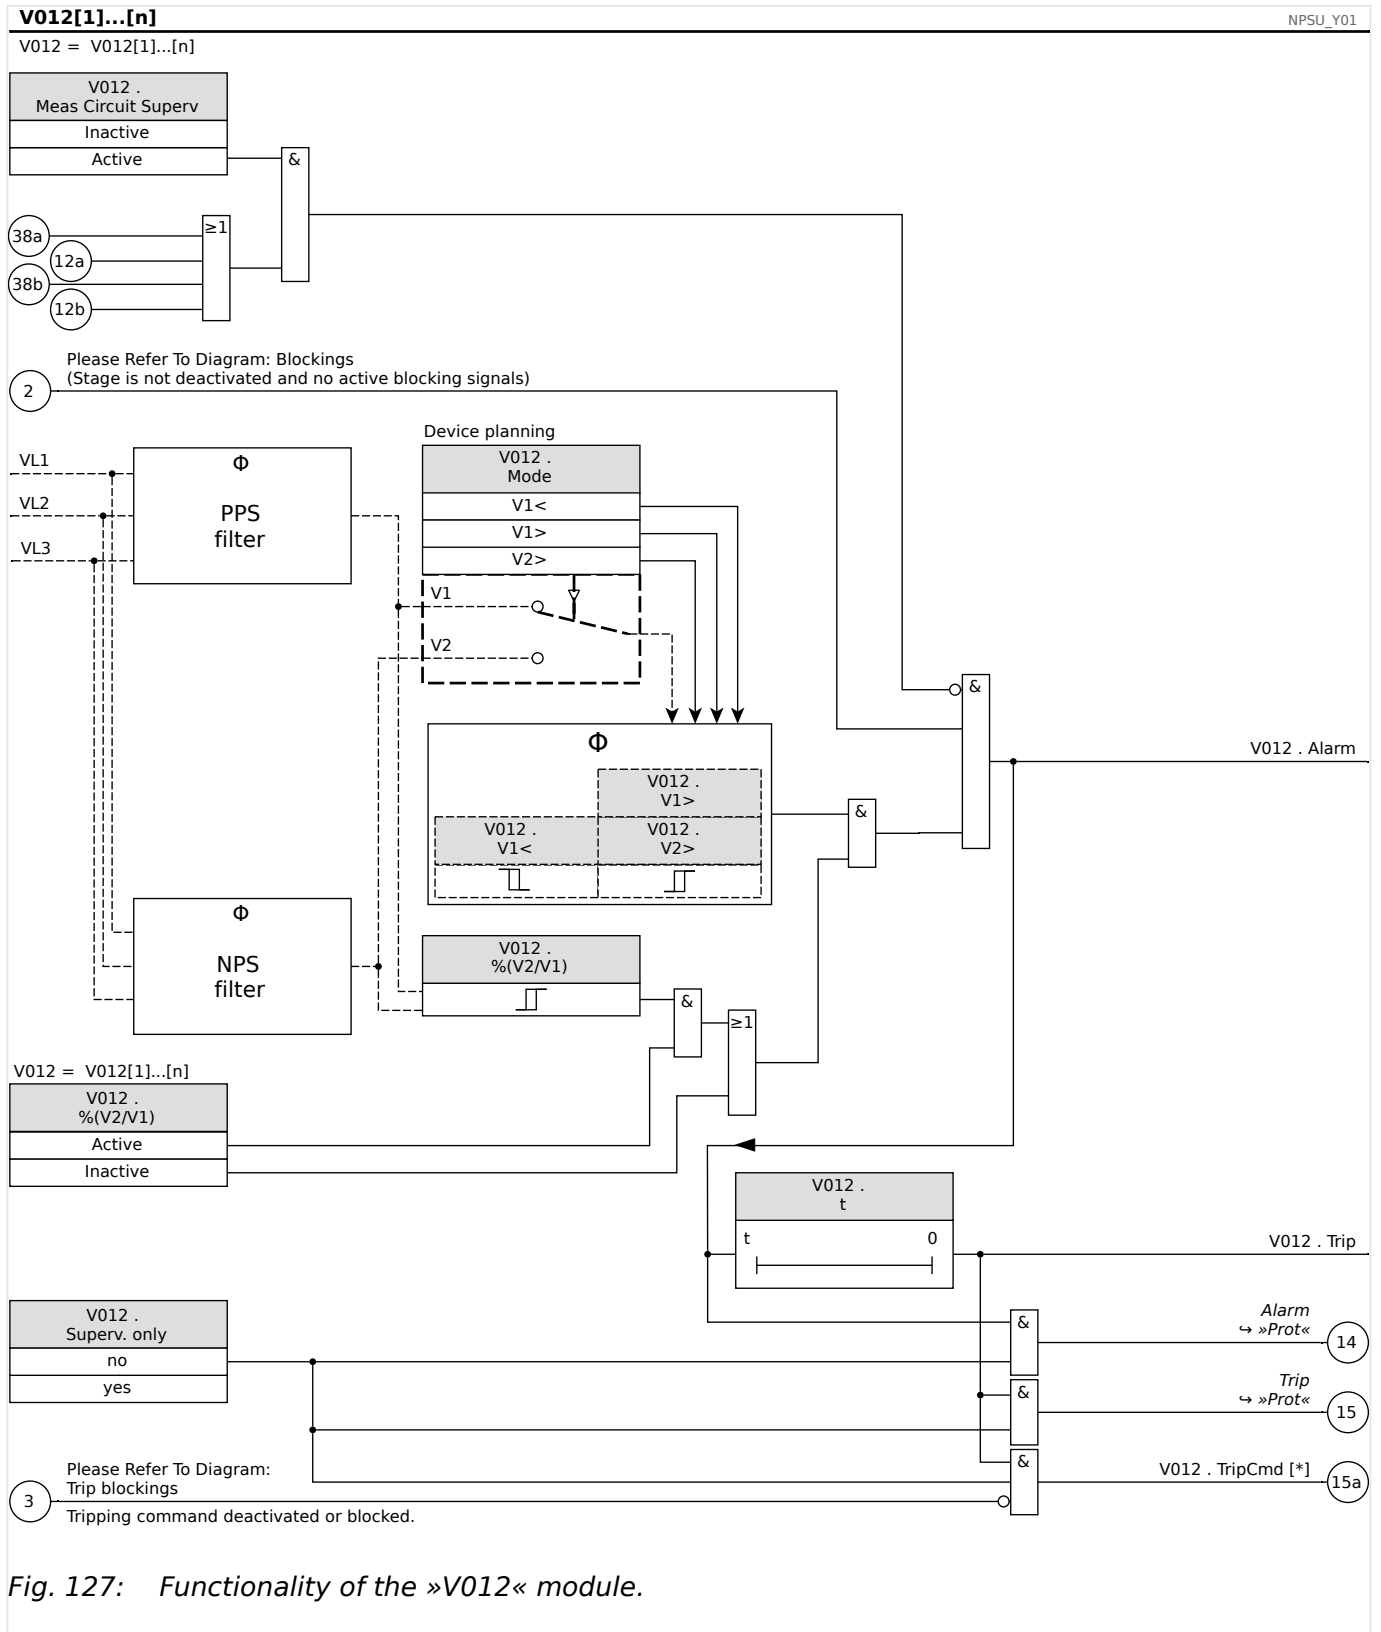 V012[1]...[n]
NPSU_Y01
V012 = V012[1]...[n]
V012 .
Meas Circuit Superv
Inactive
Active
&
38a
12a
38b
12b
≥1
Please Refer To Diagram: Blockings
(Stage is not deactivated and no active blocking signals)
2
Device planning
V012 .
Mode
V1<
V1>
V2>
VL1
VL2
VL3
Φ
PPS
filter
V1
V2
&
V012 . Alarm
Φ
V012 .
V1>
V012 .
V1<
V012 .
V2>
&
Φ
NPS
filter
V012 .
%(V2/V1)
&
≥1
V012 = V012[1]...[n]
V012 .
%(V2/V1)
Active
Inactive
V012 .
t
t 0
V012 . Trip
V012 .
Superv. only
no
yes
&
Alarm
↪ »Prot«
14
&
Trip
↪ »Prot«
15
&
V012 . TripCmd [*]
15a
Please Refer To Diagram:
Trip blockings
3
Tripping command deactivated or blocked.
Fig. 127: Functionality of the »V012« module.